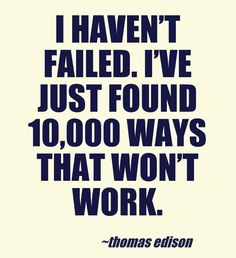 I HAVEN'T
FAILED. I'VE
JUST FOUND
10,000 WAYS
THAT WON'T
WORK.
~thomas edison